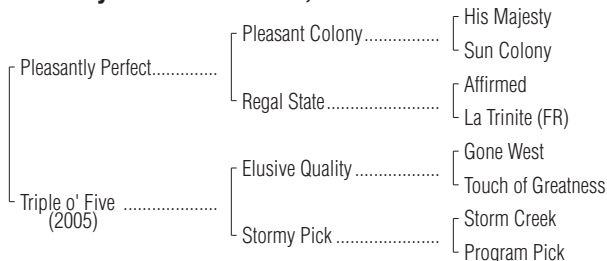 His Majesty
Pleasant Colony................
Sun Colony
Pleasantly Perfect.............
Affirmed
Regal State........................
La Trinite (FR)
Gone West
Elusive Quality ..................
Touch of Greatness
Triple o' Five ....................
(2005)
Storm Creek
Stormy Pick ......................
Program Pick